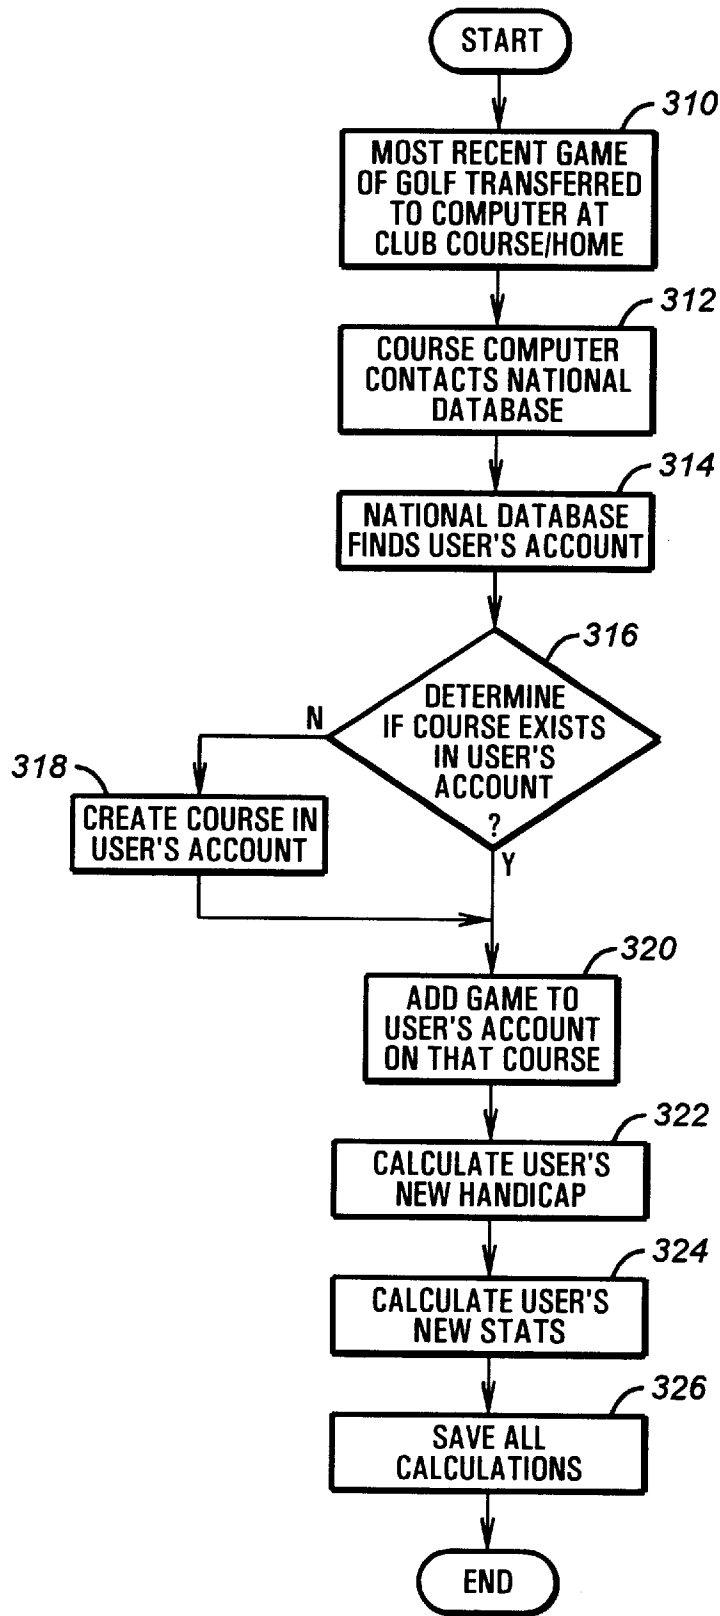 START
310
MOST RECENT GAME
OF GOLF TRANSFERRED
TO COMPUTER AT
CLUB COURSE/HOME
312
COURSE COMPUTER
CONTACTS NATIONAL
DATABASE
314
NATIONAL DATABASE
FINDS USER'S ACCOUNT
316
DETERMINE
IF COURSE EXISTS
IN USER'S
ACCOUNT
?
N
Y
318
CREATE COURSE IN
USER'S ACCOUNT
320
ADD GAME TO
USER'S ACCOUNT
ON THAT COURSE
322
CALCULATE USER'S
NEW HANDICAP
324
CALCULATE USER'S
NEW STATS
326
SAVE ALL
CALCULATIONS
END